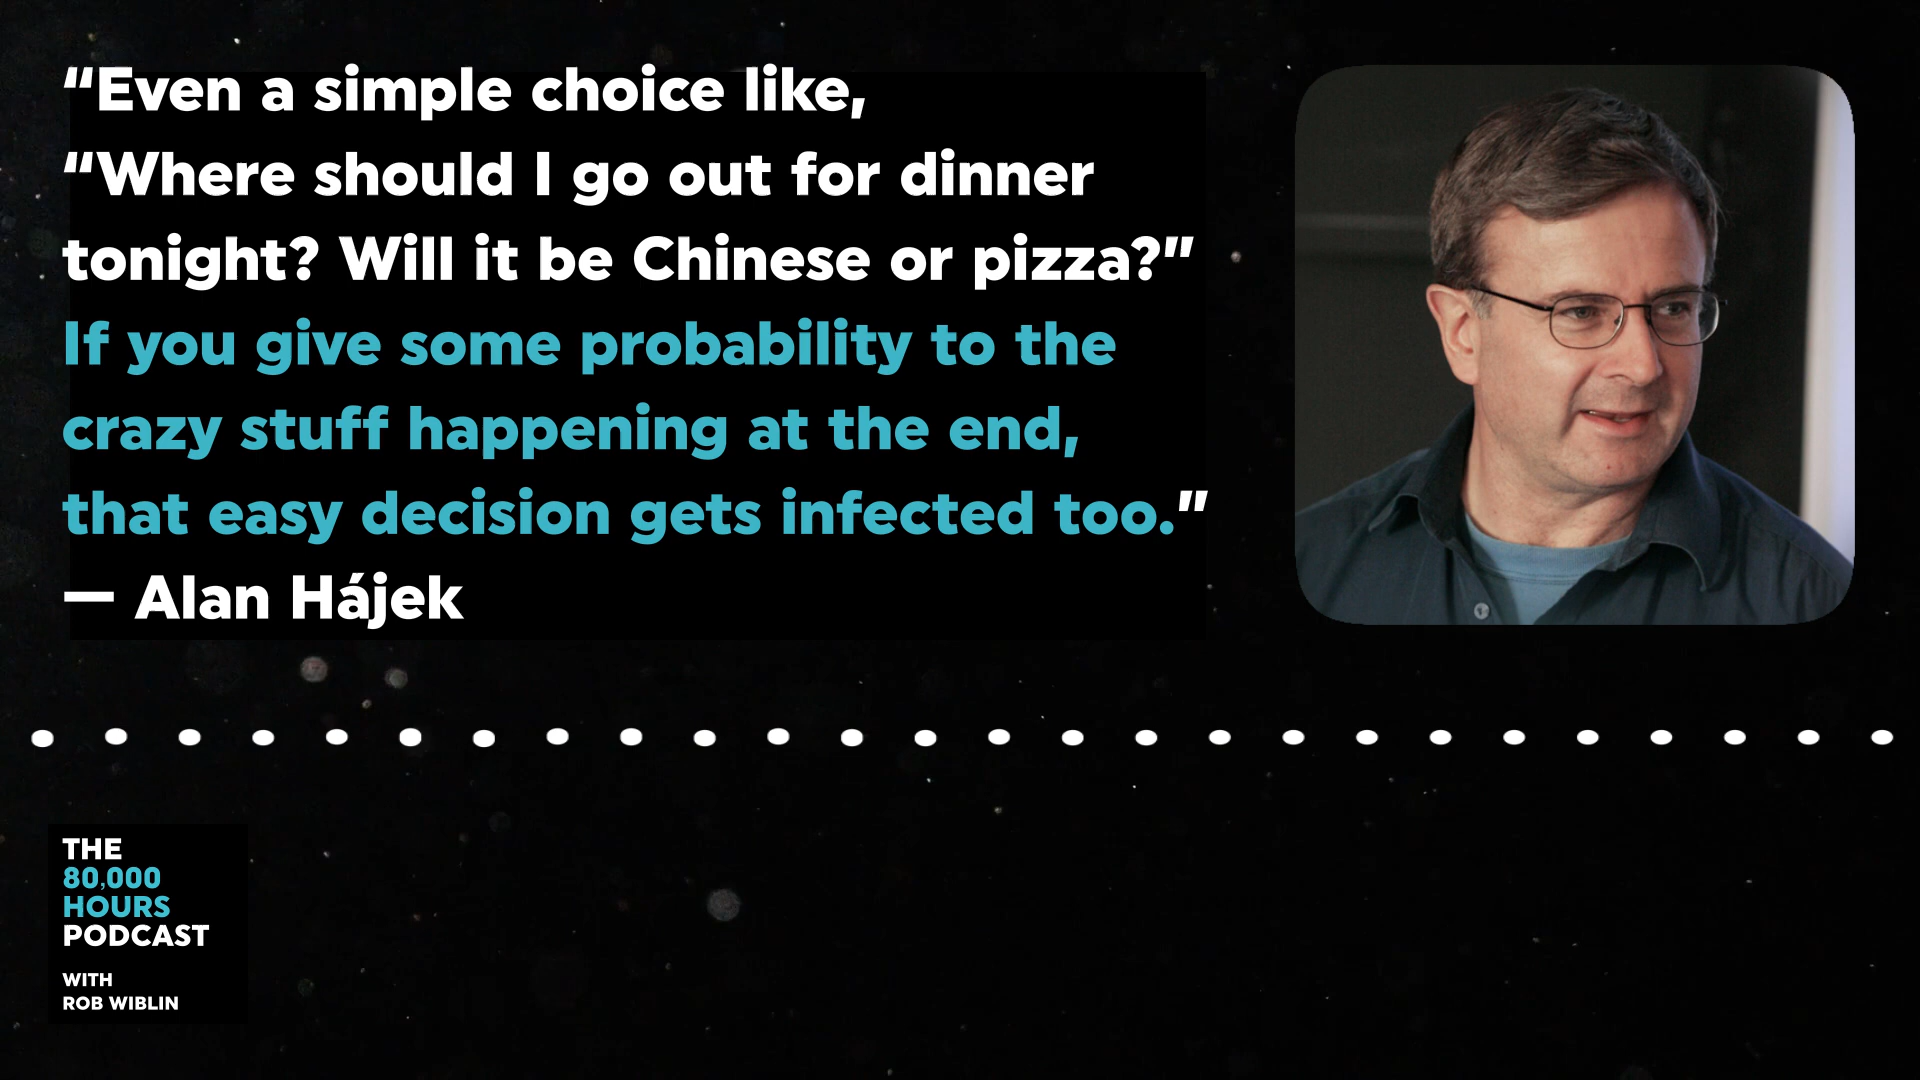 “Even a simple choice like,
“Where should I go out for dinner
tonight? Will it be Chinese or pizza?”
If you give some probability to the
crazy stuff happening at the end,
that easy decision gets infected too.”
— Alan Hájek
THE
80,000
HOURS
PODCAST
WITH
ROB WIBLIN